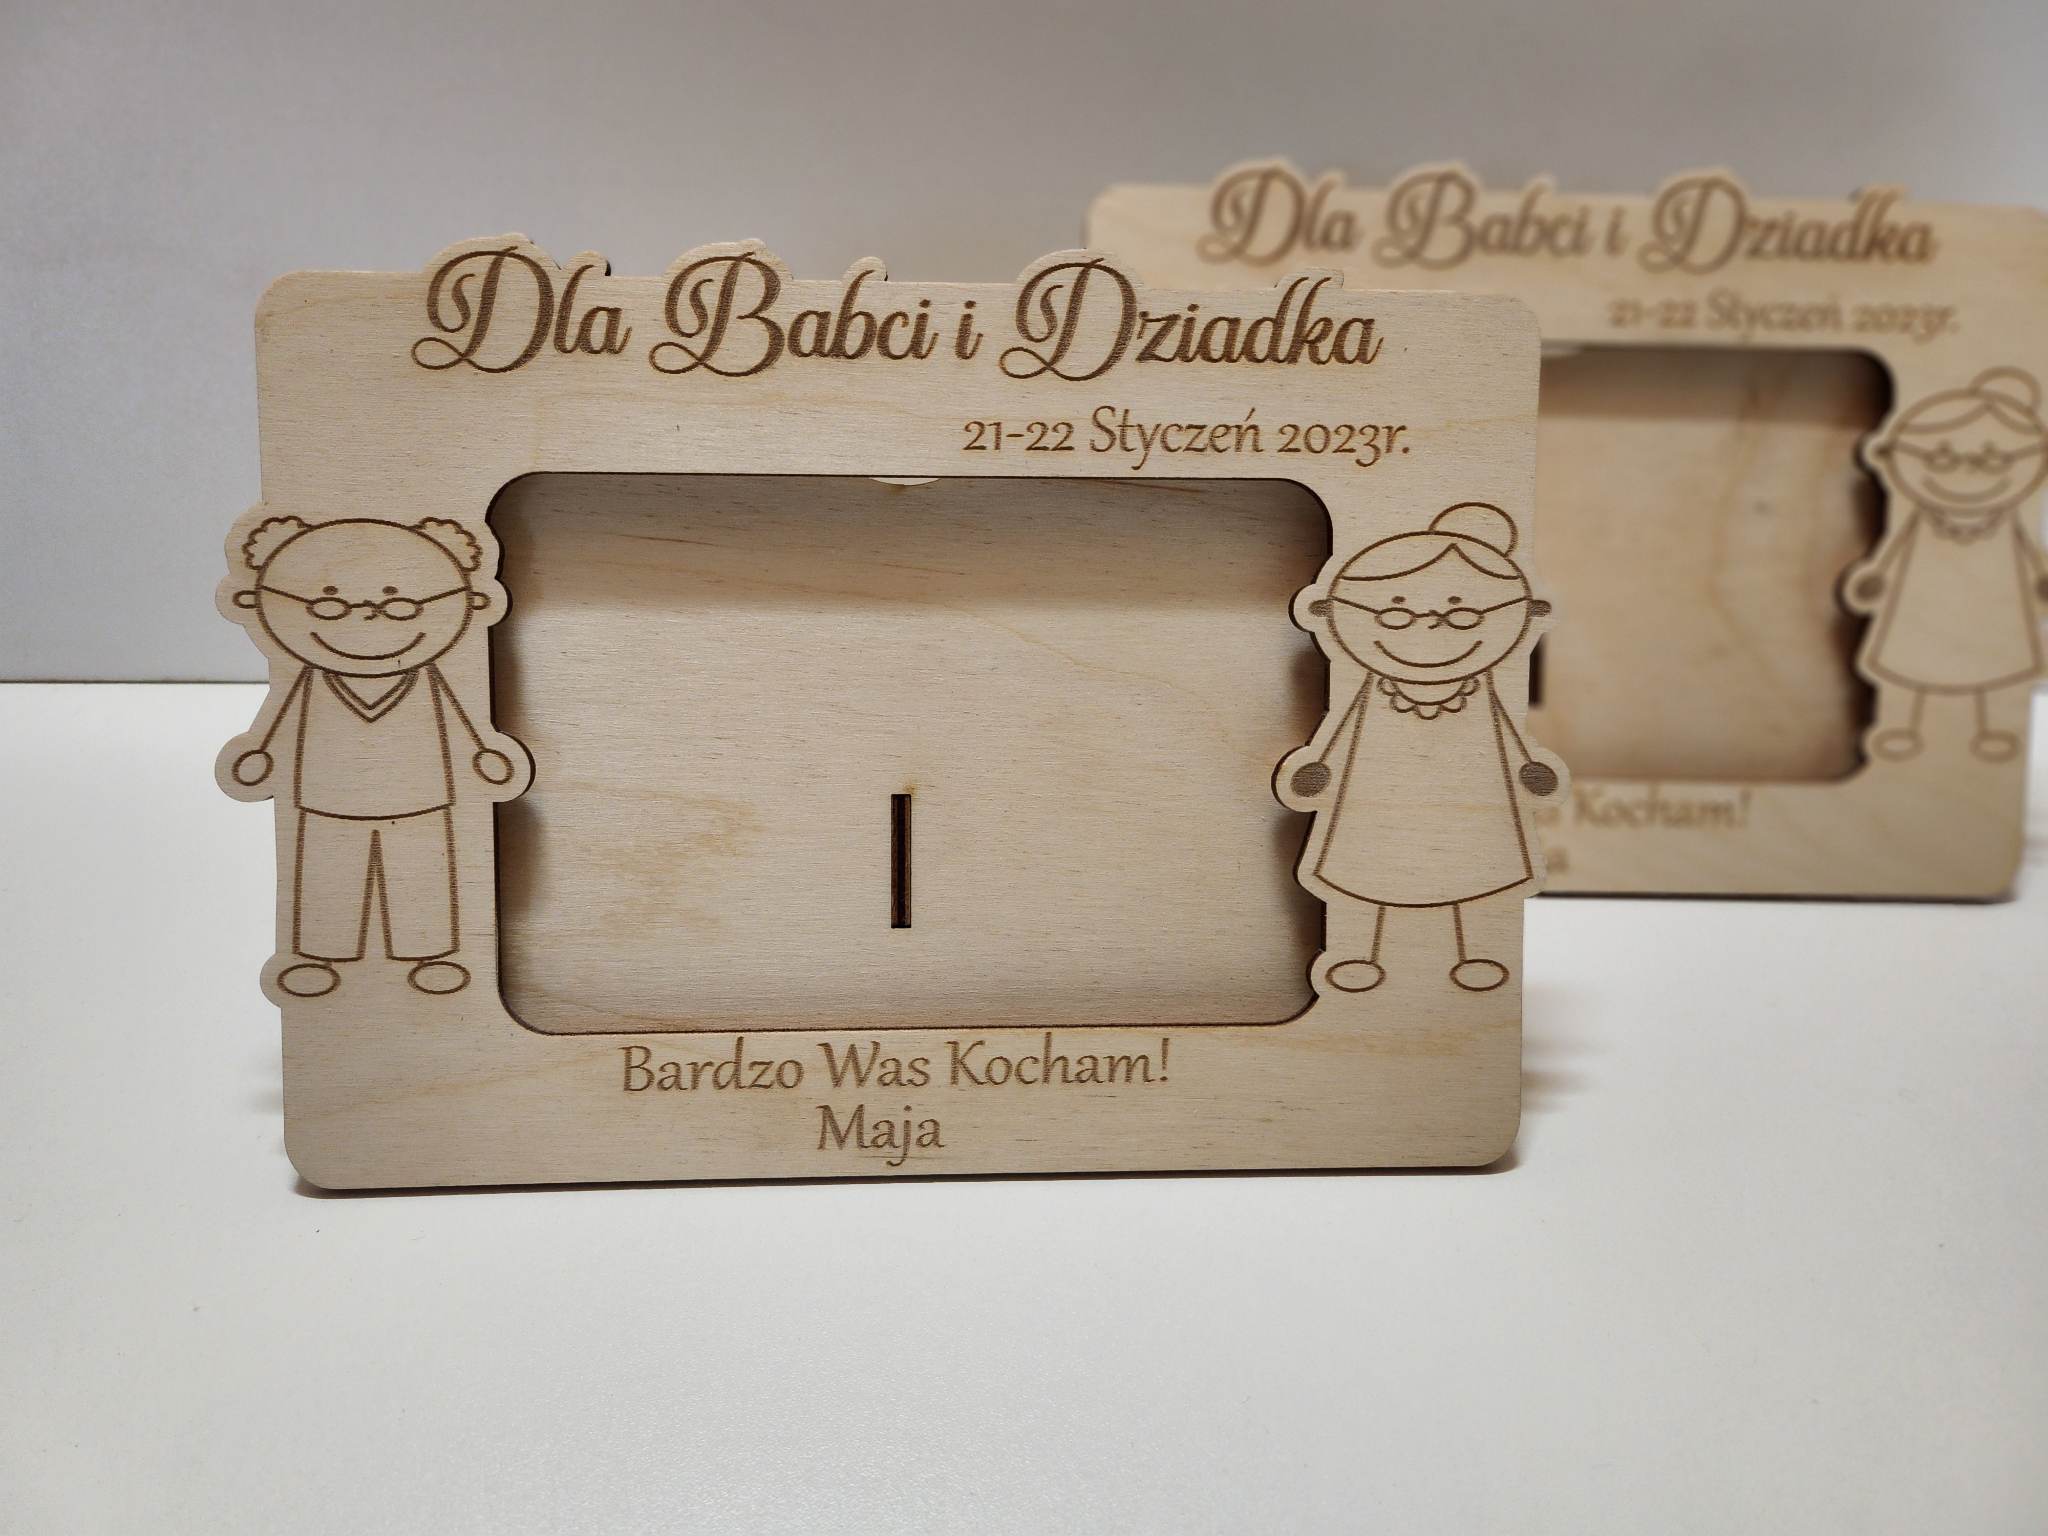 Dla Babci i Dziadka
21-22 Styczeń 2023r.
Bardzo Was Kocham!
Maja
Dla Babci i Dziadka
21-22 Styczeń 2023r.
Kocham!